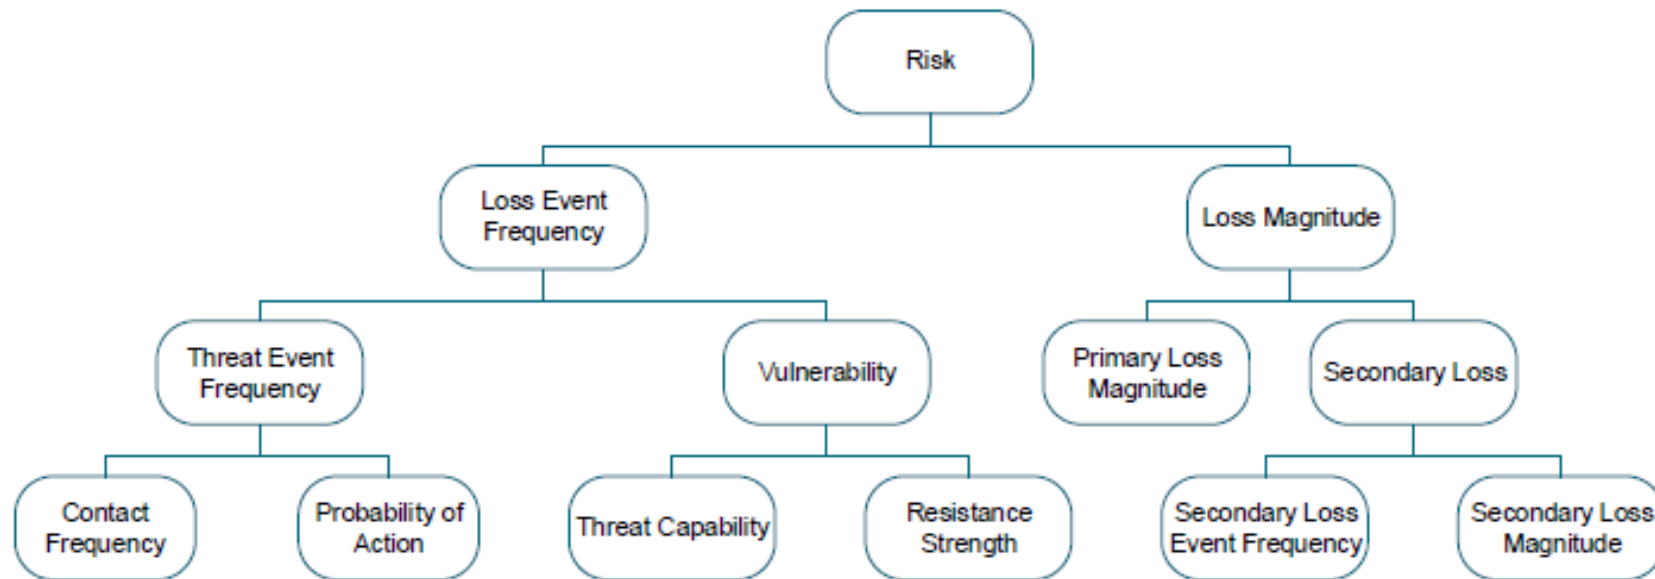 Risk
Loss Event
Frequency
Loss Magnitude
Threat Event
Frequency
Vulnerability
Primary Loss
Magnitude
Secondary Loss
Contact
Frequency
Probability of
Action
Threat Capability
Resistance
Strength
Secondary Loss
Event Frequency
Secondary Loss
Magnitude